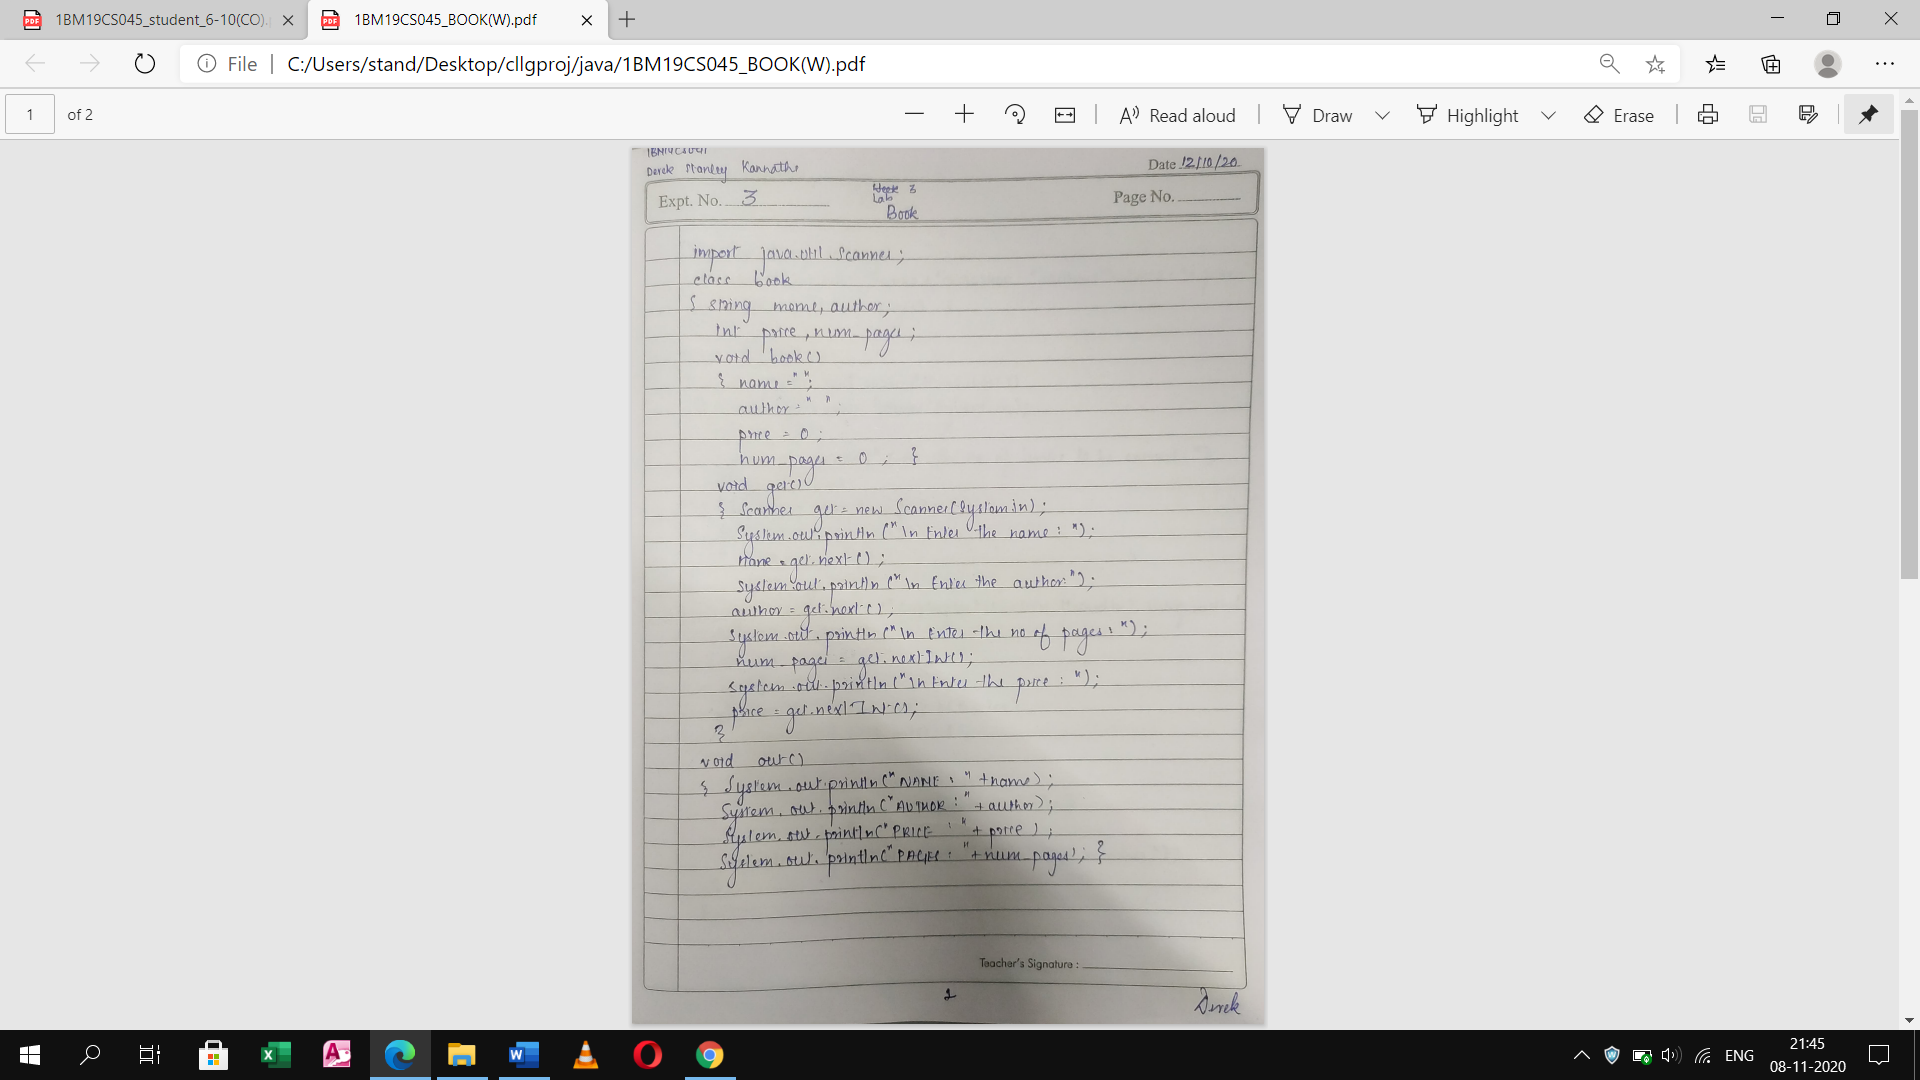 1BM19CS045_student_6-10(CO).
1BM19CS045_BOOK(W).pdf
File
C:/Users/stand/Desktop/cllgproj/java/1BM19CS045_BOOK(W).pdf
1 of 2
Read aloud
Draw
Highlight
Erase
Derek Stanley Kannath
Date 12/10/20
Expt. No. 3
Week 3
Lab
Book
Page No.
import java.util.Scanner;
class book
{ string mame, author;
int price, num_pages;
void book()
{ name = " ";
author = " ";
price = 0;
num_pages = 0; }
void get()
{ Scanner get = new Scanner(System.in);
System.out.println("\n Enter the name : ");
name = get.next();
System.out.println("\n Enter the author:");
author = get.next();
System.out.println("\n Enter the no of pages: ");
num_pages = get.nextInt();
System.out.println("\n Enter the price : ");
price = get.nextInt();
}
void out()
{ System.out.println("NAME : " +name);
System.out.println("AUTHOR : " + author);
System.out.println("PRICE : " + price );
System.out.println("PAGES : " +num_pages); }
Teacher's Signature :
1
Derek
ENG
21:45
08-11-2020